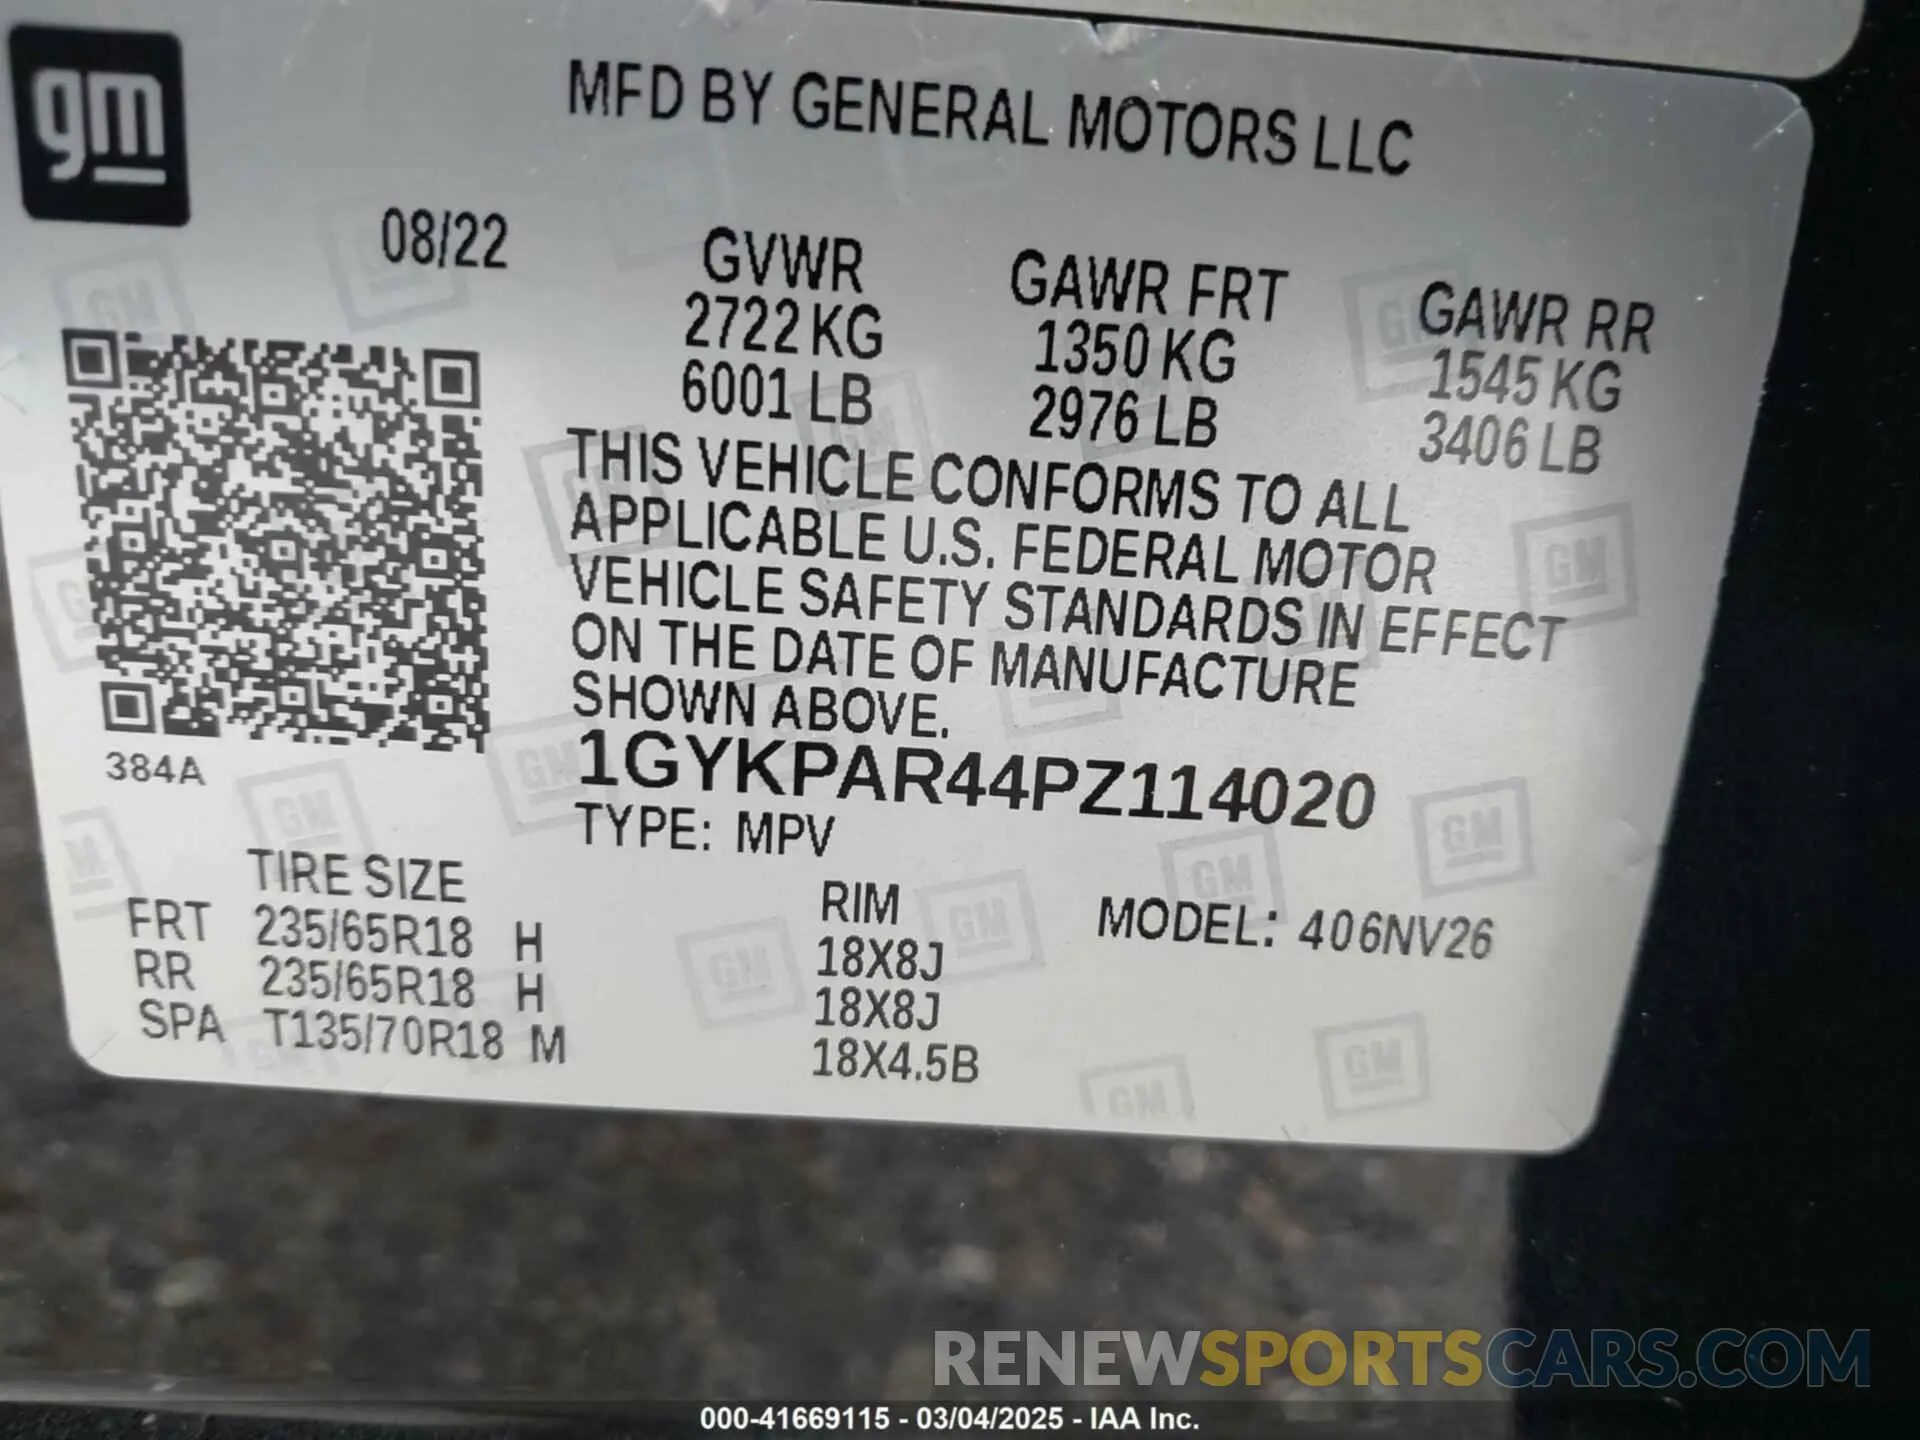 gm
MFD BY GENERAL MOTORS LLC
08/22
GVWR
2722 KG
6001 LB
GAWR FRT
1350 KG
2976 LB
GAWR RR
1545 KG
3406 LB
THIS VEHICLE CONFORMS TO ALL
APPLICABLE U.S. FEDERAL MOTOR
VEHICLE SAFETY STANDARDS IN EFFECT
ON THE DATE OF MANUFACTURE
SHOWN ABOVE.
1GYKPAR44PZ114020
TYPE: MPV
384A
TIRE SIZE
RIM
MODEL: 406NV26
FRT 235/65R18 H 18X8J
RR 235/65R18 H 18X8J
SPA T135/70R18 M 18X4.5B
RENEWSPORTSCARS.COM
000-41669115 - 03/04/2025 - IAA Inc.